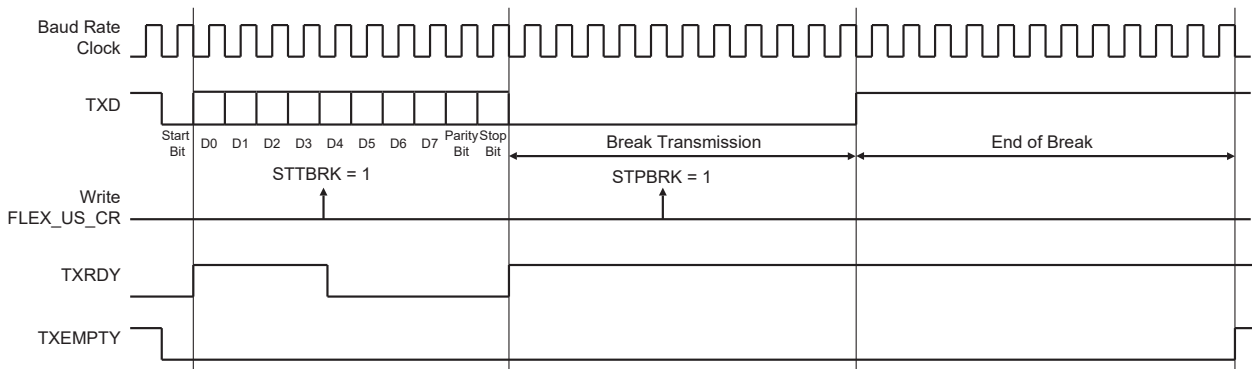 Baud Rate
Clock
TXD
Start
Bit
D0 D1 D2 D3 D4 D5 D6 D7
Parity
Bit
Stop
Bit
Break Transmission
End of Break
STTBRK = 1
STPBRK = 1
Write
FLEX_US_CR
TXRDY
TXEMPTY